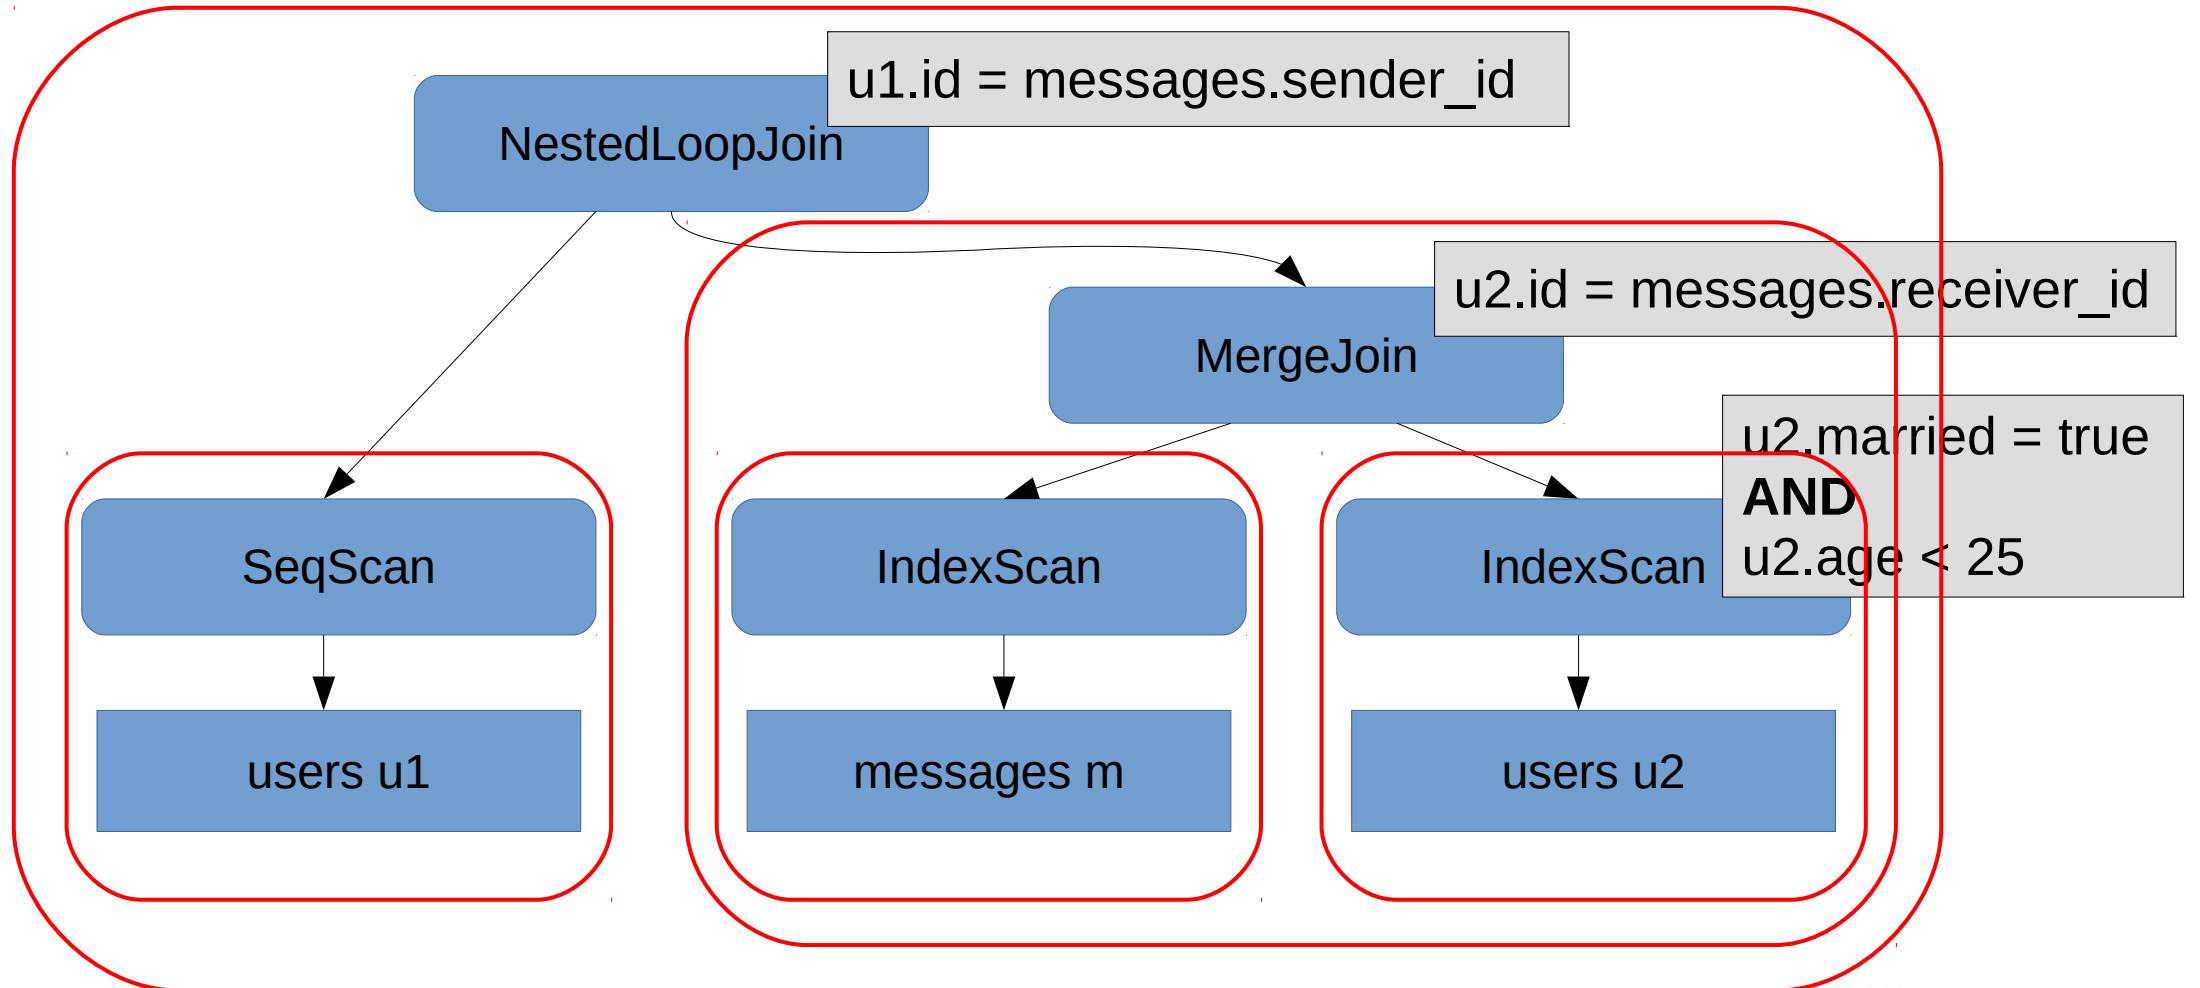 u1.id = messages.sender_id
NestedLoopJoin
u2.id = messages.receiver_id
MergeJoin
u2.married = true
AND
u2.age < 25
SeqScan
IndexScan
IndexScan
users u1
messages m
users u2